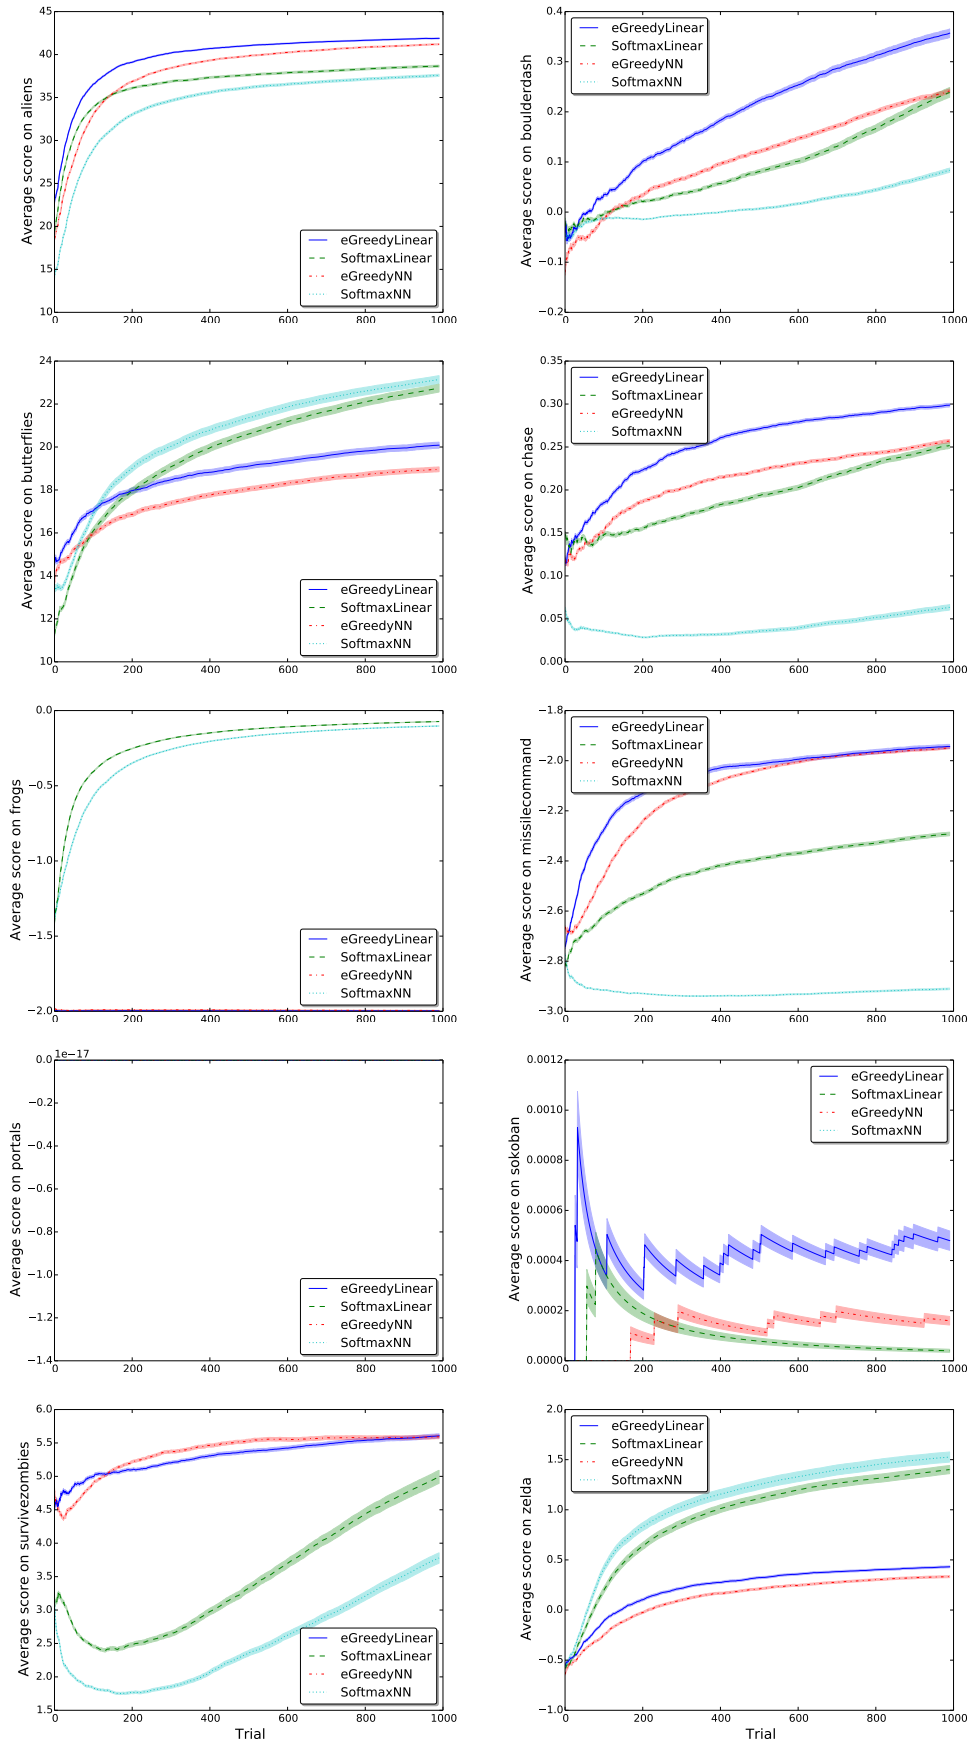 45
40
35
30
25
20
15
10
0
200
400
600
800
1000
Average score on aliens
eGreedyLinear
SoftmaxLinear
eGreedyNN
SoftmaxNN
0.4
0.3
0.2
0.1
0.0
−0.1
−0.2
0
200
400
600
800
1000
Average score on boulderdash
eGreedyLinear
SoftmaxLinear
eGreedyNN
SoftmaxNN
24
22
20
18
16
14
12
10
0
200
400
600
800
1000
Average score on butterflies
eGreedyLinear
SoftmaxLinear
eGreedyNN
SoftmaxNN
0.35
0.30
0.25
0.20
0.15
0.10
0.05
0.00
0
200
400
600
800
1000
Average score on chase
eGreedyLinear
SoftmaxLinear
eGreedyNN
SoftmaxNN
0.0
−0.5
−1.0
−1.5
−2.0
0
200
400
600
800
1000
Average score on frogs
eGreedyLinear
SoftmaxLinear
eGreedyNN
SoftmaxNN
−1.8
−2.0
−2.2
−2.4
−2.6
−2.8
−3.0
0
200
400
600
800
1000
Average score on missilecommand
eGreedyLinear
SoftmaxLinear
eGreedyNN
SoftmaxNN
1e−17
0.0
−0.2
−0.4
−0.6
−0.8
−1.0
−1.2
−1.4
0
200
400
600
800
1000
Average score on portals
eGreedyLinear
SoftmaxLinear
eGreedyNN
SoftmaxNN
0.0012
0.0010
0.0008
0.0006
0.0004
0.0002
0.0000
0
200
400
600
800
1000
Average score on sokoban
eGreedyLinear
SoftmaxLinear
eGreedyNN
SoftmaxNN
6.0
5.5
5.0
4.5
4.0
3.5
3.0
2.5
2.0
1.5
0
200
400
600
800
1000
Trial
Average score on survivezombies
eGreedyLinear
SoftmaxLinear
eGreedyNN
SoftmaxNN
2.0
1.5
1.0
0.5
0.0
−0.5
−1.0
0
200
400
600
800
1000
Trial
Average score on zelda
eGreedyLinear
SoftmaxLinear
eGreedyNN
SoftmaxNN